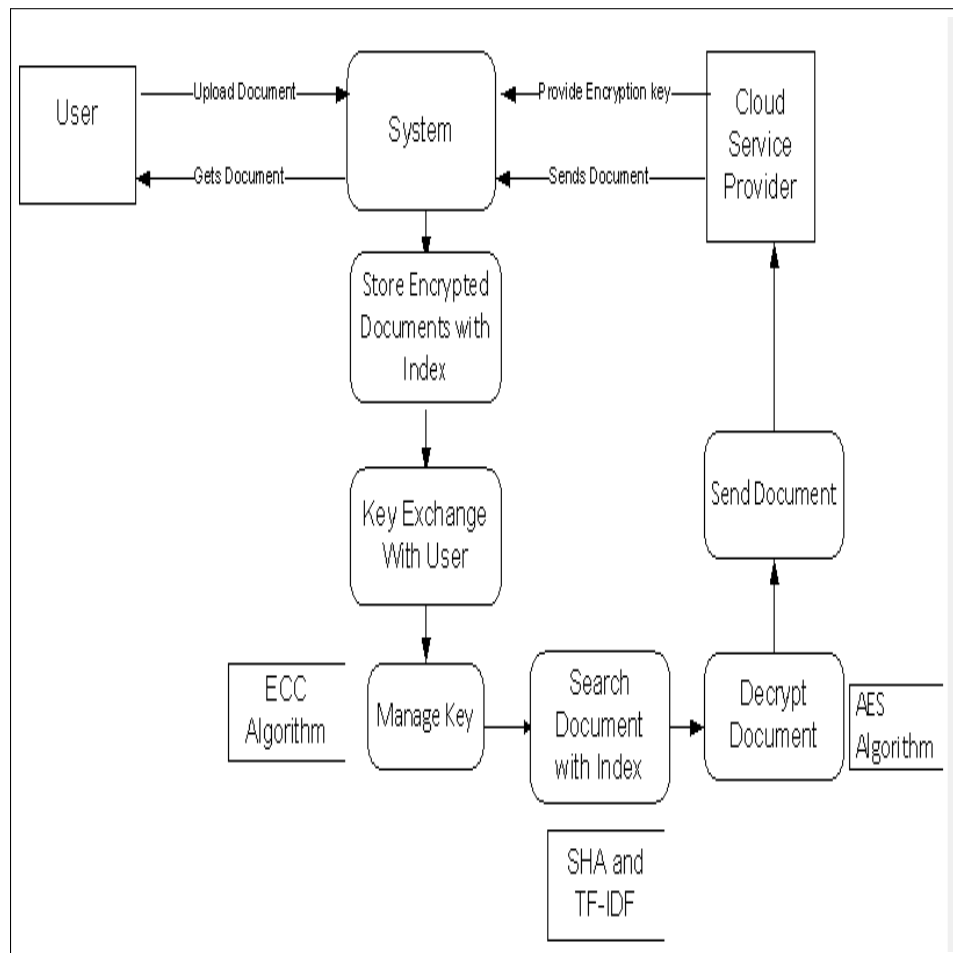 User
Upload Document
Gets Document
System
Provide Encryption key
Sends Document
Cloud
Service
Provider
Store Encrypted
Documents with
Index
Key Exchange
With User
Send Document
ECC
Algorithm
Manage Key
Search
Document
with Index
Decrypt
Document
AES
Algorithm
SHA and
TF-IDF